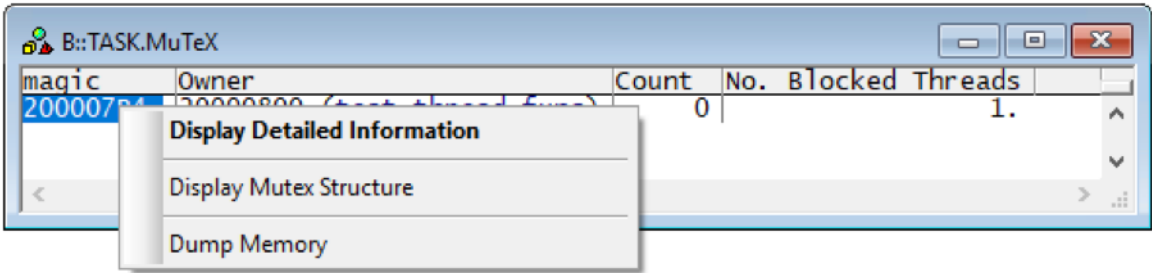 B::TASK.MuTeX
magic Owner Count No. Blocked Threads
0 1.
Display Detailed Information
Display Mutex Structure
Dump Memory